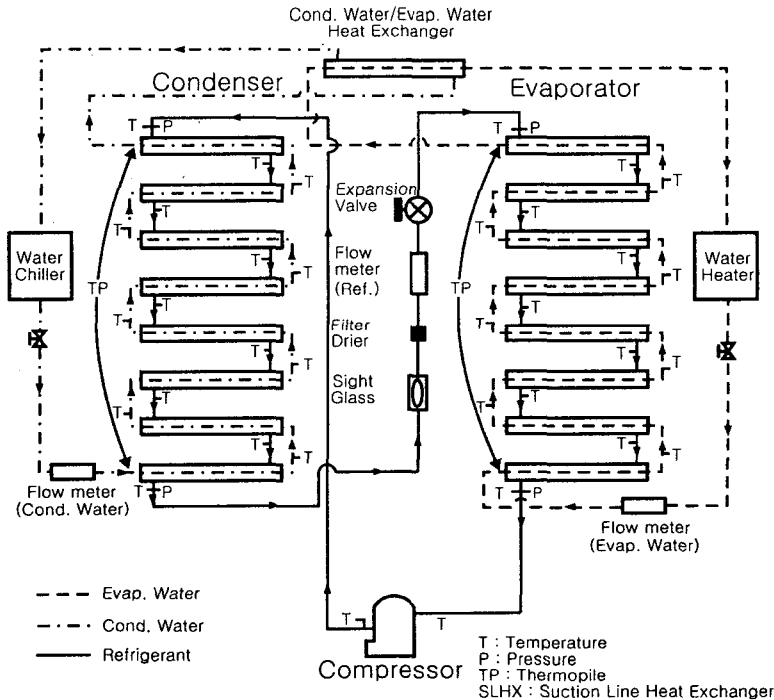 Cond. Water/Evap. Water
Heat Exchanger
Condenser
Evaporator
T P
T P
T
T
T
T
T
T
T
T
Expansion
Valve
T
T
T
T
Water
Chiller
Flow
meter
(Ref.)
Water
Heater
TP
TP
T
T
T
T
Filter
Drier
T
T
T
T
Sight
Glass
T
T
T
T
T
T
T
T
Flow meter
(Cond. Water)
T P
T P
Flow meter
(Evap. Water)
Evap. Water
Cond. Water
Refrigerant
T
T
Compressor
T : Temperature
P : Pressure
TP : Thermopile
SLHX : Suction Line Heat Exchanger